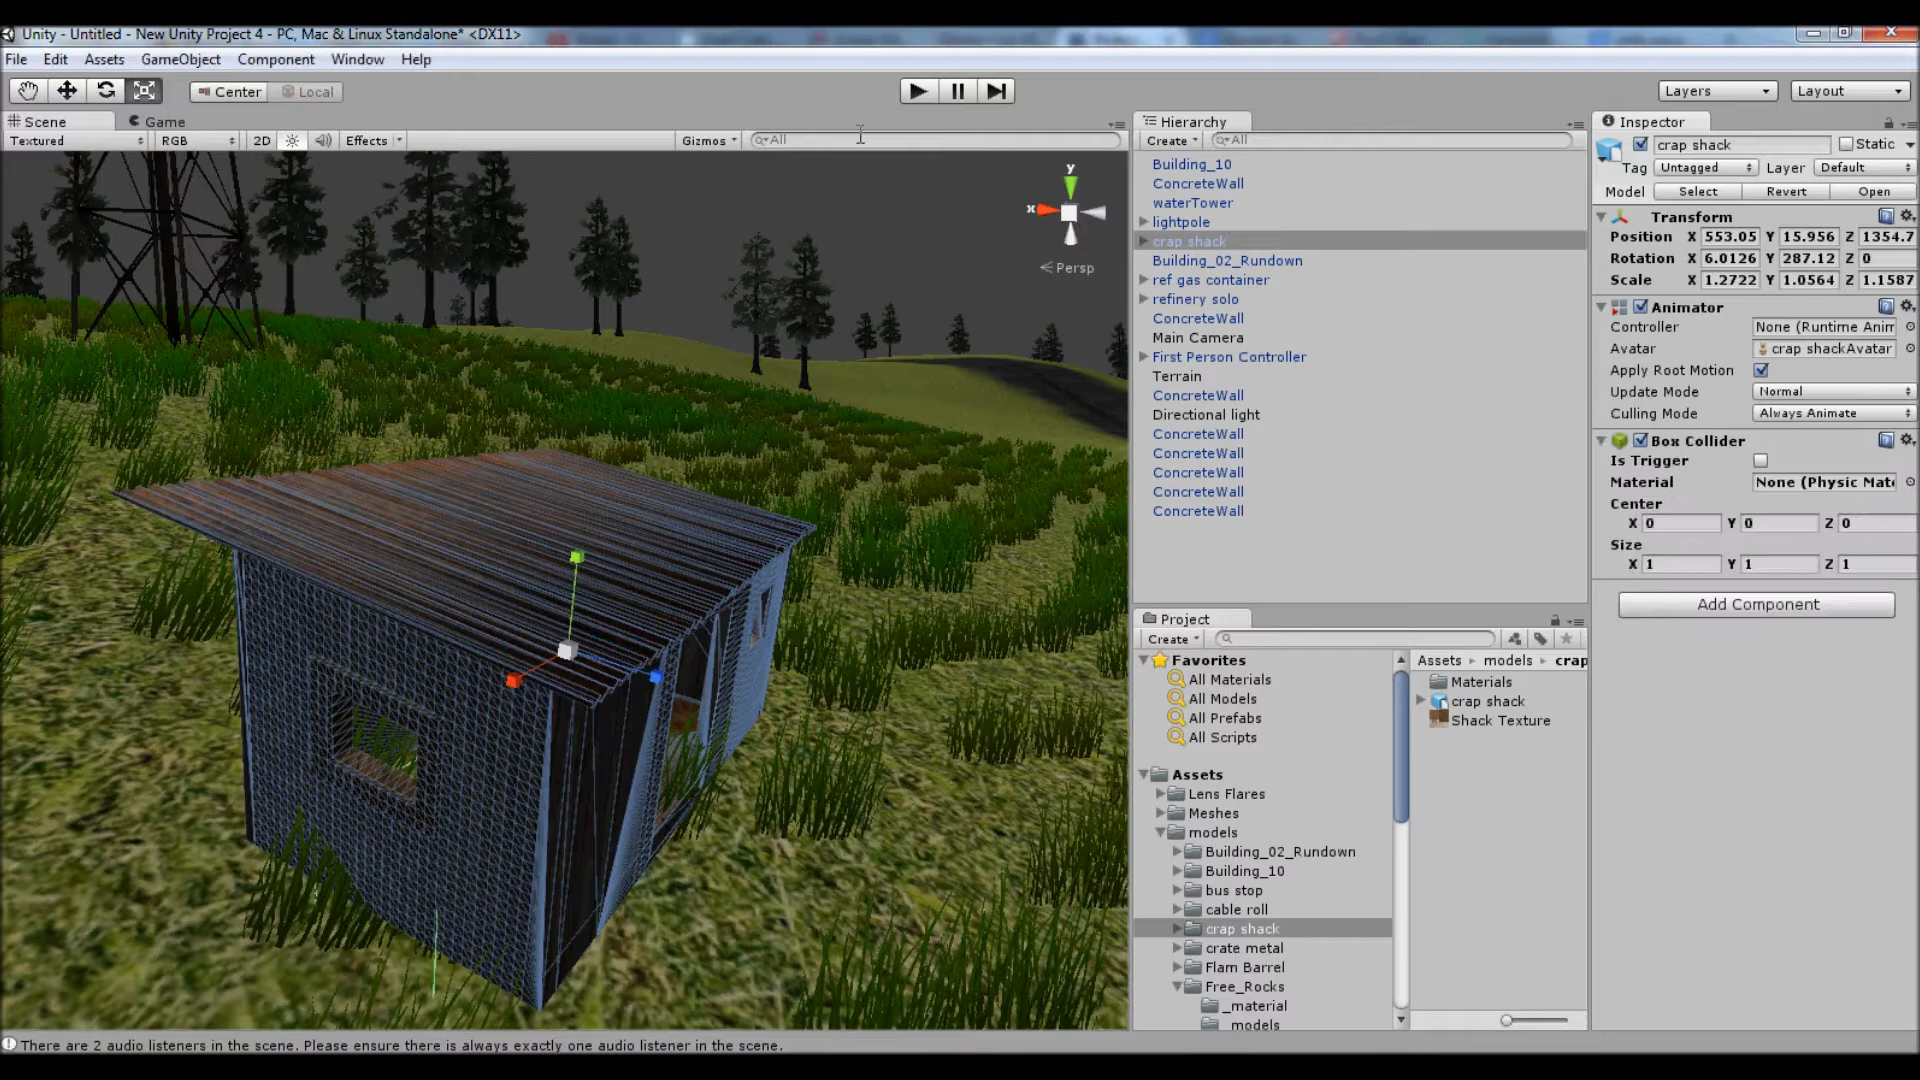 Unity - Untitled - New Unity Project 4 - PC, Mac & Linux Standalone* <DX11>
File Edit Assets GameObject Component Window Help
Center Local
Layers Layout
Scene Game
Textured RGB 2D Effects Gizmos All
y
x
Persp
Hierarchy
Create All
Building_10
ConcreteWall
waterTower
lightpole
crap shack
Building_02_Rundown
ref gas container
refinery solo
ConcreteWall
Main Camera
First Person Controller
Terrain
ConcreteWall
Directional light
ConcreteWall
ConcreteWall
ConcreteWall
ConcreteWall
ConcreteWall
Project
Create
Favorites
All Materials
All Models
All Prefabs
All Scripts
Assets
Lens Flares
Meshes
models
Building_02_Rundown
Building_10
bus stop
cable roll
crap shack
crate metal
Flam Barrel
Free_Rocks
_material
_models
Assets models crap
Materials
crap shack
Shack Texture
Inspector
crap shack Static
Tag Untagged Layer Default
Model Select Revert Open
Transform
Position X 553.05 Y 15.956 Z 1354.7
Rotation X 6.0126 Y 287.12 Z 0
Scale X 1.2722 Y 1.0564 Z 1.1587
Animator
Controller None (Runtime Anim
Avatar crap shackAvatar
Apply Root Motion
Update Mode Normal
Culling Mode Always Animate
Box Collider
Is Trigger
Material None (Physic Mate
Center
X 0 Y 0 Z 0
Size
X 1 Y 1 Z 1
Add Component
There are 2 audio listeners in the scene. Please ensure there is always exactly one audio listener in the scene.